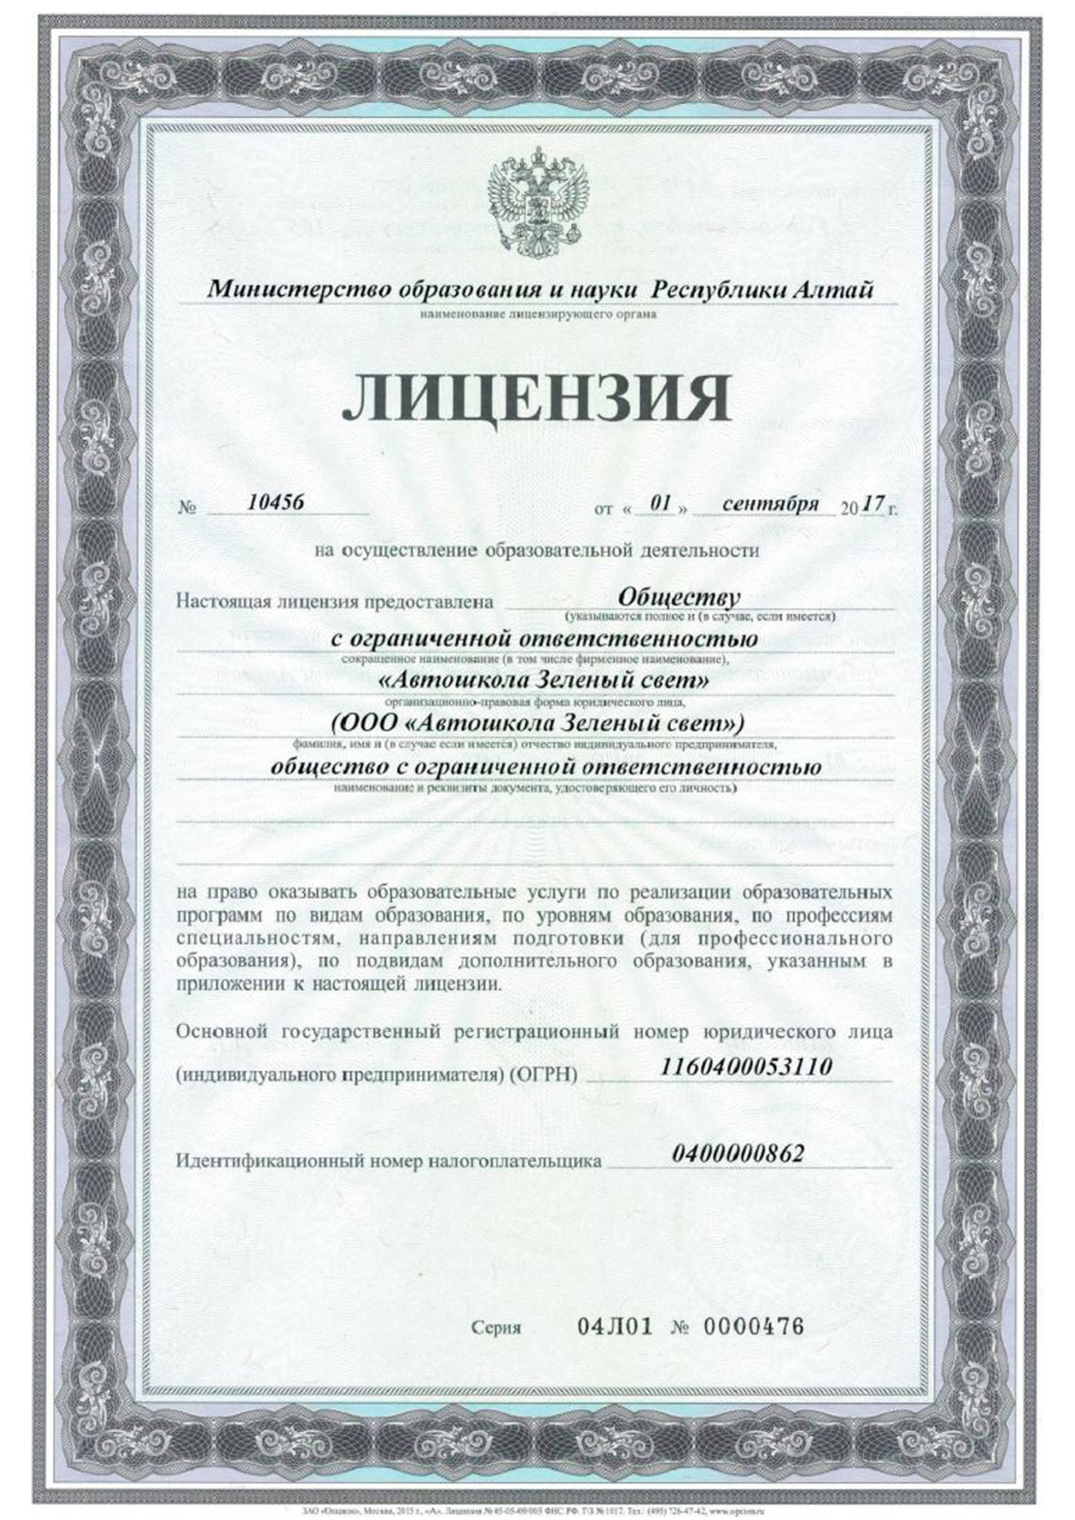 Министерство образования и науки Республики Алтай
наименование лицензирующего органа
ЛИЦЕНЗИЯ
№ 10456 от « 01 » сентября 2017 г.
на осуществление образовательной деятельности
Настоящая лицензия предоставлена Обществу
(указываются полное и (в случае, если имеется)
с ограниченной ответственностью
сокращенное наименование (в том числе фирменное наименование),
«Автошкола Зеленый свет»
организационно-правовая форма юридического лица,
(ООО «Автошкола Зеленый свет»)
фамилия, имя и (в случае если имеется) отчество индивидуального предпринимателя,
общество с ограниченной ответственностью
наименование и реквизиты документа, удостоверяющего его личность)
на право оказывать образовательные услуги по реализации образовательных
программ по видам образования, по уровням образования, по профессиям
специальностям, направлениям подготовки (для профессионального
образования), по подвидам дополнительного образования, указанным в
приложении к настоящей лицензии.
Основной государственный регистрационный номер юридического лица
(индивидуального предпринимателя) (ОГРН) 1160400053110
Идентификационный номер налогоплательщика 0400000862
Серия 04Л01 № 0000476
ЗАО «Опцион», Москва, 2015 г., «А». Лицензия № 05-05-09/003 ФНС РФ. ТЗ № 1017. Тел.: (495) 726-47-42, www.opcion.ru